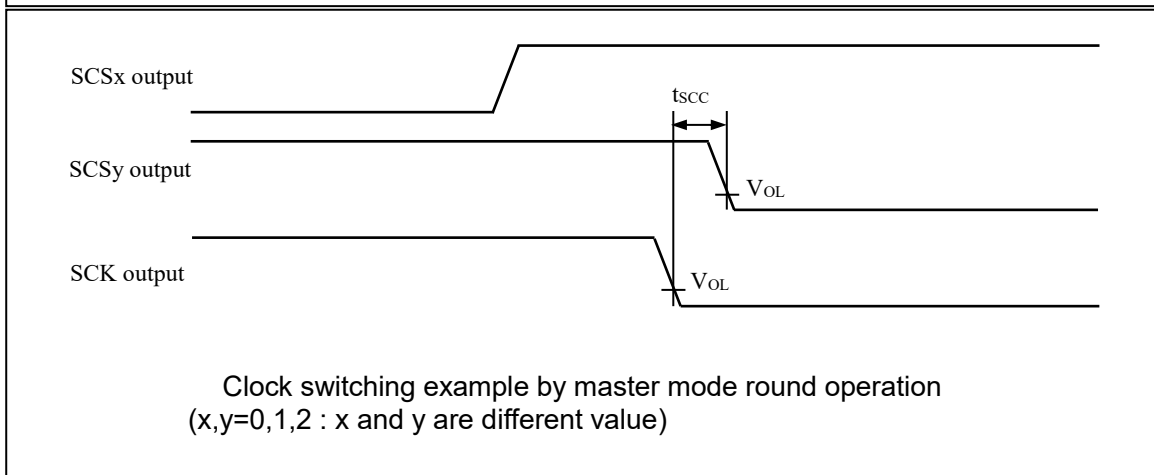 SCSx output
tSCC
SCSy output
VOL
SCK output
VOL
Clock switching example by master mode round operation
(x,y=0,1,2 : x and y are different value)